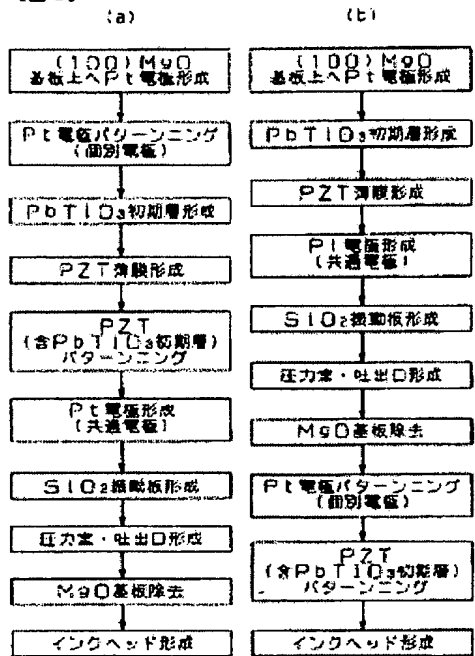 (a)
(100)MgO
基板上へPt電極形成
Pt電極パターンニング
(個別電極)
PbTiO₃初期層形成
PZT薄膜形成
PZT
(含PbTiO₃初期層)
パターンニング
Pt電極形成
(共通電極)
SiO₂振動板形成
圧力室・吐出口形成
MgO基板除去
インクヘッド形成
(b)
(100)MgO
基板上へPt電極形成
PbTiO₃初期層形成
PZT薄膜形成
Pt電極形成
(共通電極)
SiO₂振動板形成
圧力室・吐出口形成
MgO基板除去
Pt電極パターンニング
(個別電極)
PZT
(含PbTiO₃初期層)
パターンニング
インクヘッド形成